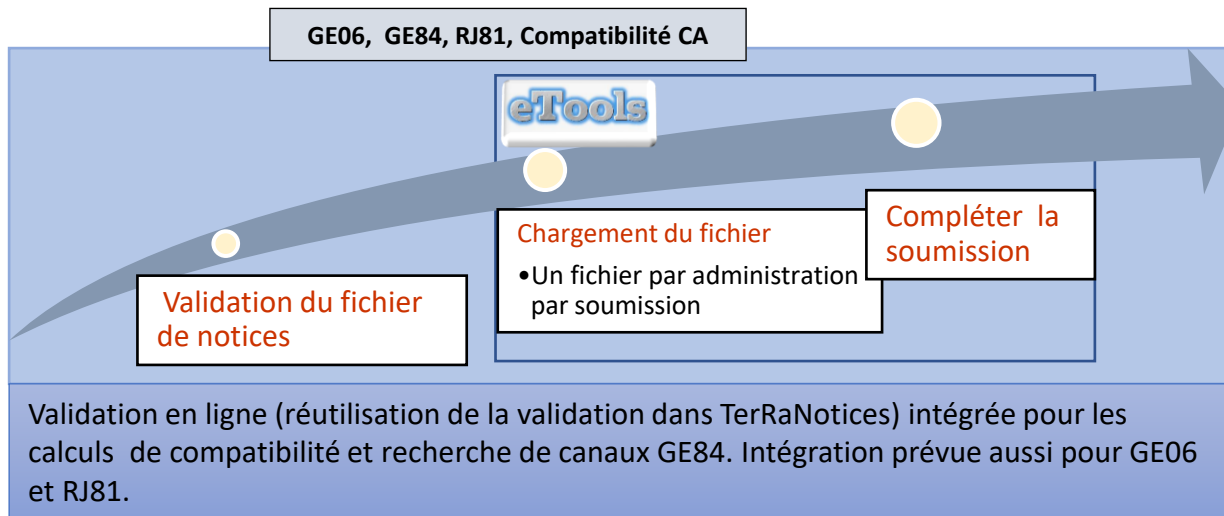 GE06, GE84, RJ81, Compatibilité CA
eTools
Validation du fichier
de notices
Chargement du fichier
•Un fichier par administration
par soumission
Compléter la
soumission
Validation en ligne (réutilisation de la validation dans TerRaNotices) intégrée pour les
calculs de compatibilité et recherche de canaux GE84. Intégration prévue aussi pour GE06
et RJ81.